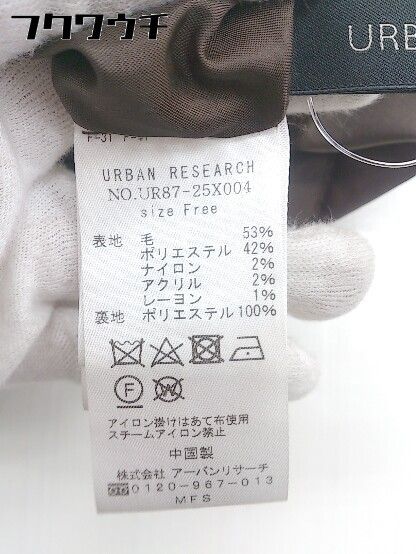 フクワウチ
URB
URBAN RESEARCH
NO.UR87-25X004
size Free
表地 毛 53%
ポリエステル 42%
ナイロン 2%
アクリル 2%
レーヨン 1%
裏地 ポリエステル 100%
F W
アイロン掛けはあて布使用
スチームアイロン禁止
中国製
株式会社 アーバンリサーチ
0120-967-013
MFS